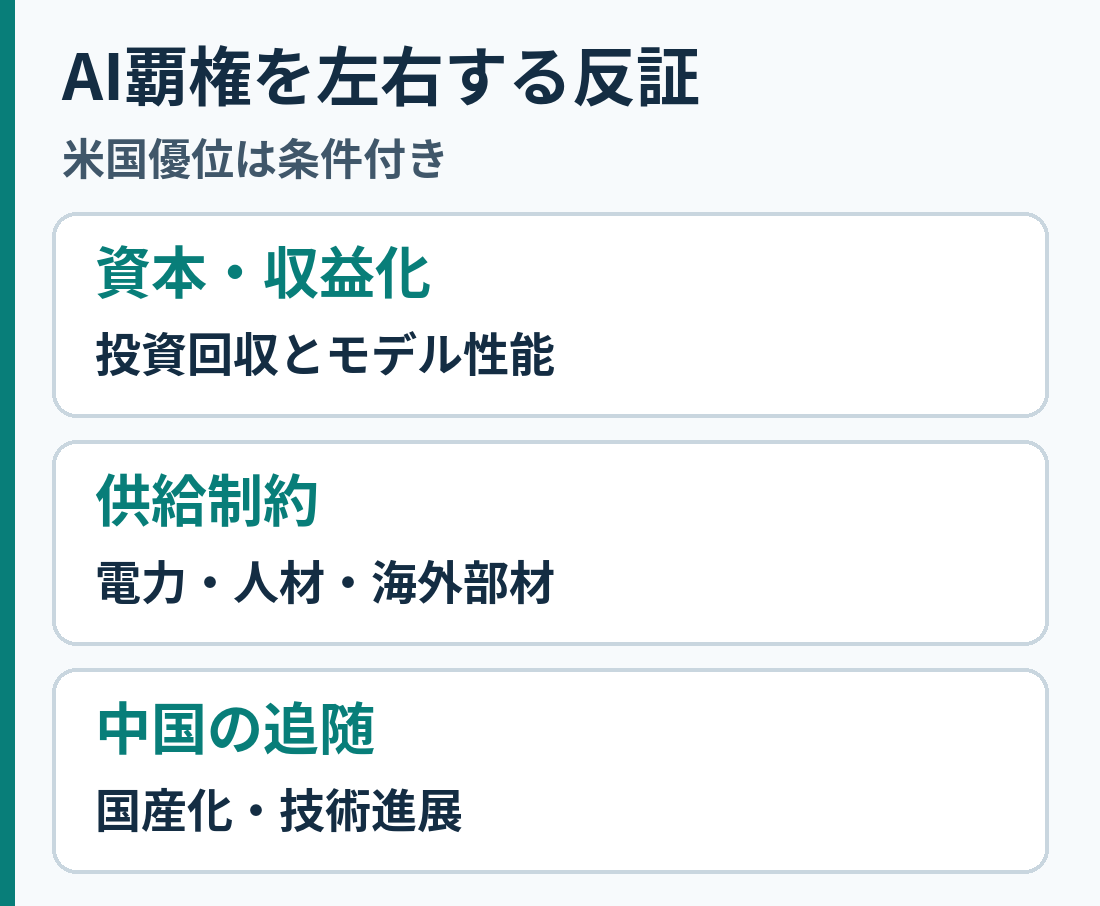 AI覇権を左右する反証
米国優位は条件付き
資本・収益化
投資回収とモデル性能
供給制約
電力・人材・海外部材
中国の追随
国産化・技術進展